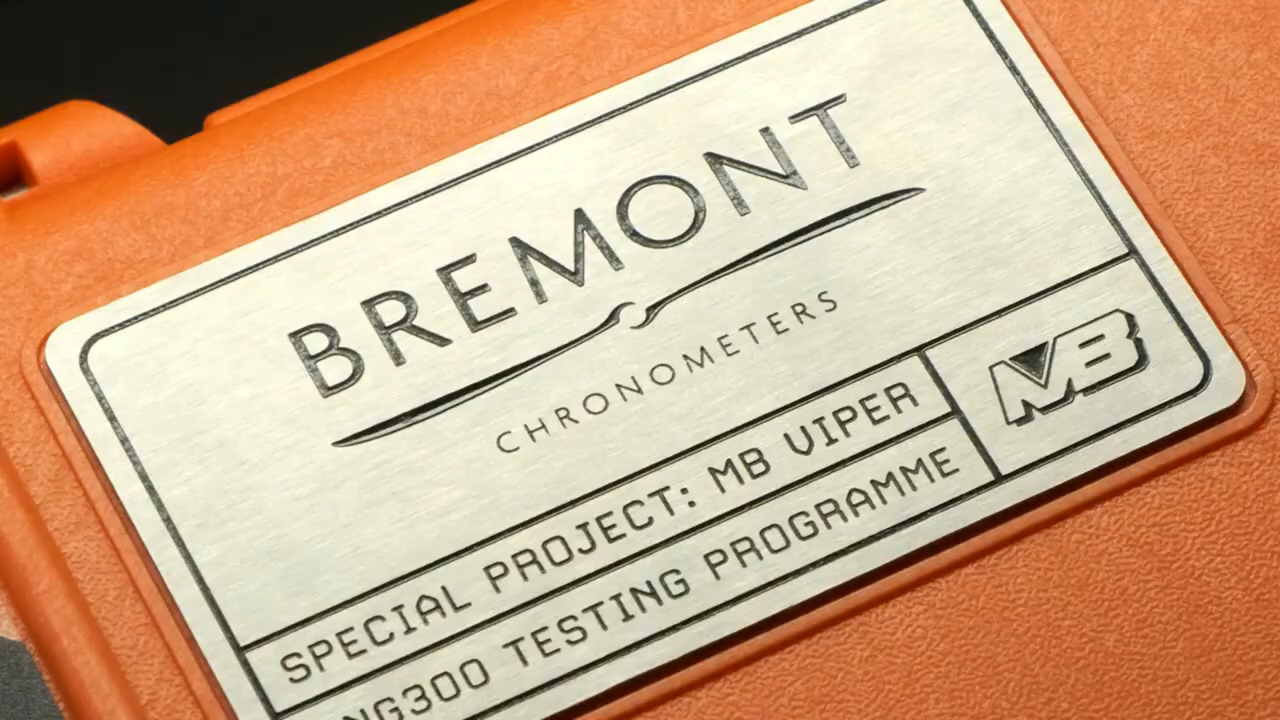 BREMONT
CHRONOMETERS
SPECIAL PROJECT: MB VIPER
NG300 TESTING PROGRAMME
MB